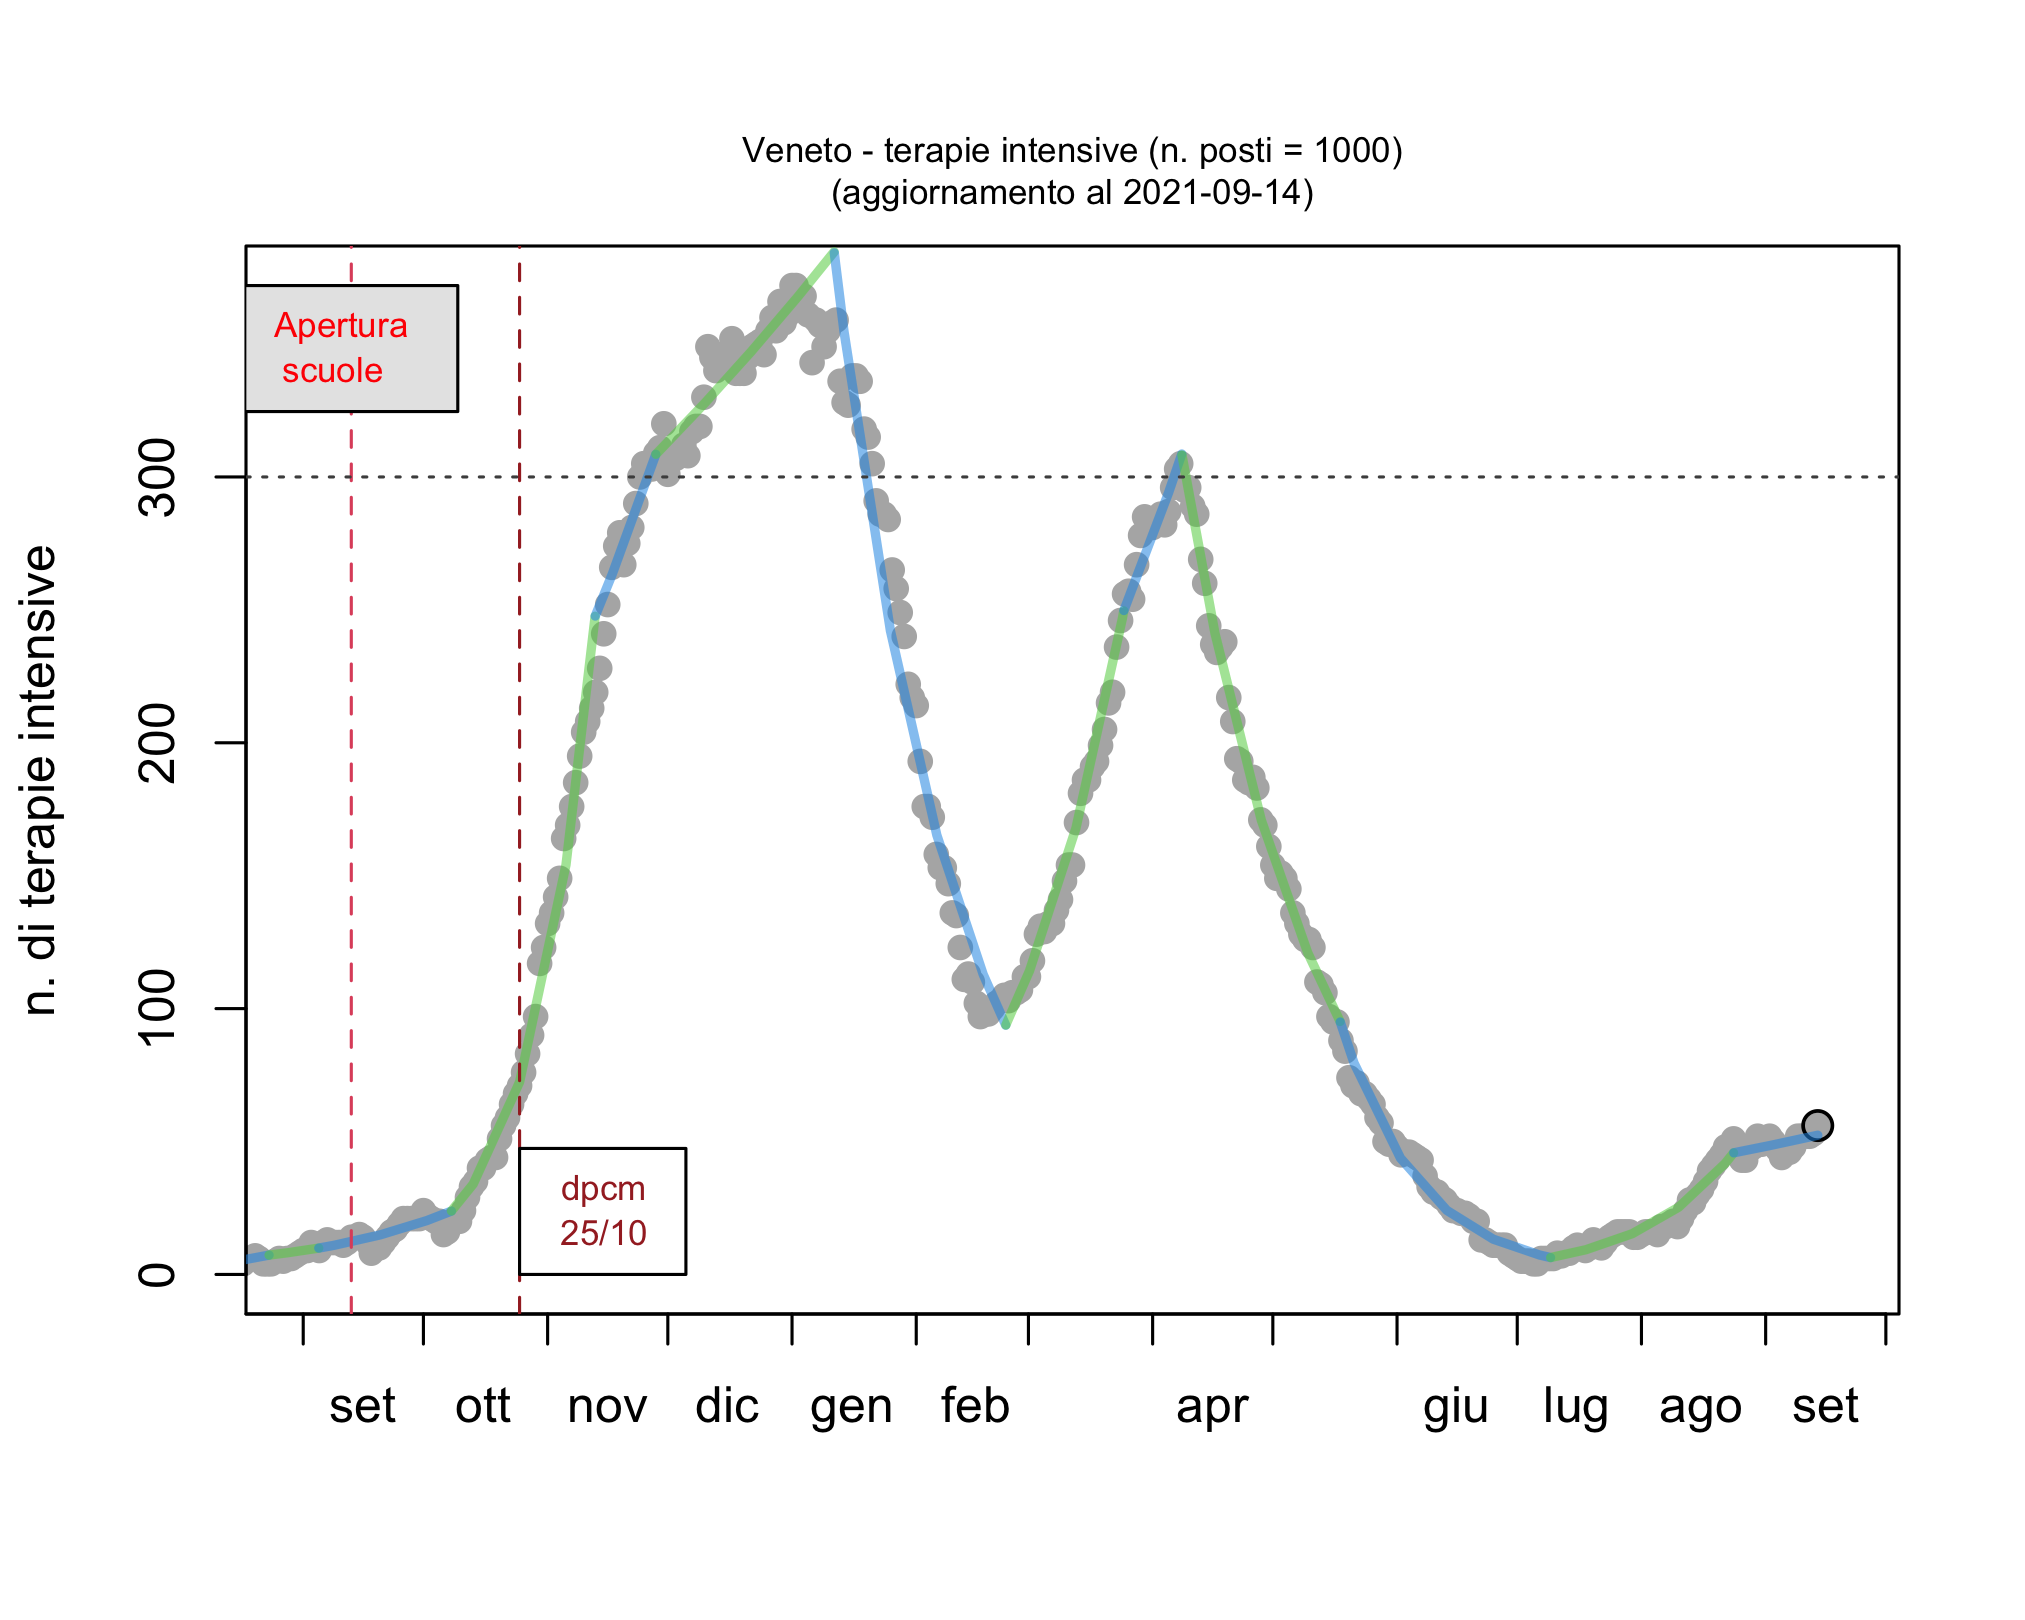 Veneto - terapie intensive (n. posti = 1000)
(aggiornamento al 2021-09-14)
n. di terapie intensive
300
200
100
0
Apertura
scuole
dpcm
25/10
set ott nov dic gen feb apr giu lug ago set